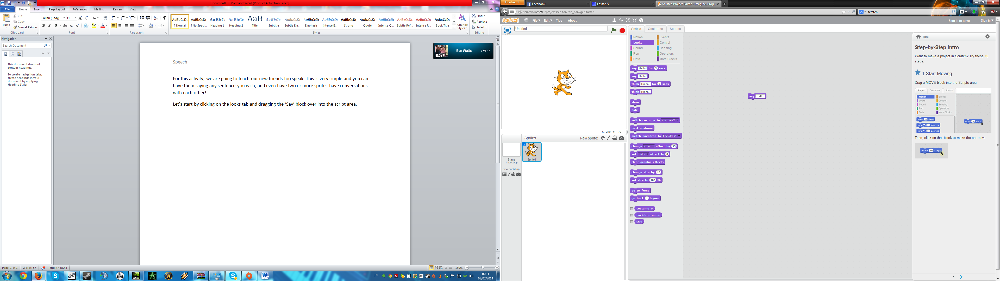 Document1 - Microsoft Word (Product Activation Failed)
File Home Insert Page Layout References Mailings Review View
Paste
Cut
Copy
Format Painter
Clipboard
Calibri (Body) 11
Font
Paragraph
AaBbCcDc AaBbCcDc AaBbC AaBbCc AaB AaBbCc. AaBbCcDc AaBbCcDc AaBbCcDc AaBbCcDc AaBbCcDc AaBbCcDc AABBCCDC AABBCCDC AABBCCDC
¶ Normal ¶ No Spaci... Heading 1 Heading 2 Title Subtitle Subtle Em... Emphasis Intense E... Strong Quote Intense Q... Subtle Ref... Intense R... Book Title
Styles
Change Styles
Find
Replace
Select
Editing
Navigation
Search Document
This document does not
contain headings.
To create navigation tabs,
create headings in your
document by applying
Heading Styles.
Speech
For this activity, we are going to teach our new friends too speak. This is very simple and you can
have them saying any sentence you wish, and even have two or more sprites have conversations
with each other!
Let's start by clicking on the looks tab and dragging the 'Say' block over into the script area.
HA,
GAY!
Ben Watts 3:58:17
Page: 1 of 1 Words: 57 English (U.K.) 130%
EN
02:11
03/02/2014
Firefox
Facebook
Lesson 5
Scratch Project Editor - Imagine, Prog...
scratch.mit.edu/projects/editor/?tip_bar=getStarted
scratch
SCRATCH File Edit Tips About
Sign in to save Sign in
Untitled
v392
x: 240 y: -78
Sprites New sprite:
Stage
1 backdrop
New backdrop:
Sprite1
Scripts Costumes Sounds
Motion Events
Looks Control
Sound Sensing
Pen Operators
Data More Blocks
say Hello! for 2 secs
say Hello!
think Hmm... for 2 secs
think Hmm...
show
hide
switch costume to costume2
next costume
switch backdrop to backdrop1
change color effect by 25
set color effect to 0
clear graphic effects
change size by 10
set size to 100 %
go to front
go back 1 layers
costume #
backdrop name
size
say Hello!
Tips
Step-by-Step Intro
Want to make a project in Scratch? Try these 10
steps.
1 Start Moving
Drag a MOVE block into the Scripts area.
Scripts Costumes Sounds
Motion Events
Looks Control
Sound Sensing
Pen Operators
Data More Blocks
move 10 steps
turn 15 degrees
turn 15 degrees
move 10 steps
Then, click on that block to make the cat move:
move 10 steps
1